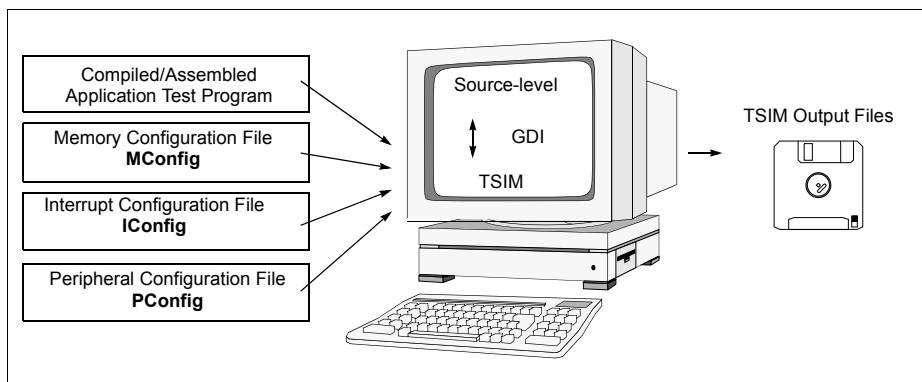 Compiled/Assembled
Application Test Program
Memory Configuration File
MConfig
Interrupt Configuration File
IConfig
Peripheral Configuration File
PConfig
Source-level
GDI
TSIM
TSIM Output Files